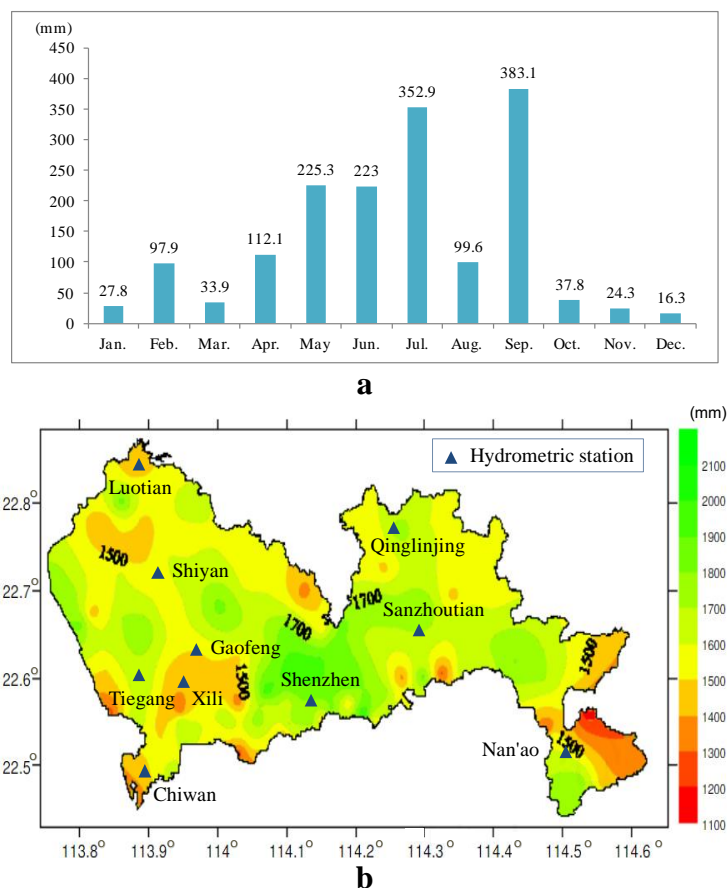 (mm)
450
400
350
300
250
200
150
100
50
0
27.8
97.9
33.9
112.1
225.3
223
352.9
99.6
383.1
37.8
24.3
16.3
Jan. Feb. Mar. Apr. May Jun. Jul. Aug. Sep. Oct. Nov. Dec.
a
(mm)
Hydrometric station
22.8°
22.7°
22.6°
22.5°
Luotian
1500
Shiyan
Qinglinjing
1700
1700
Sanzhoutian
Gaofeng
1500
1500
Shenzhen
Tiegang Xili
Nan'ao
1500
Chiwan
2100
2000
1900
1800
1700
1600
1500
1400
1300
1200
1100
113.8° 113.9° 114° 114.1° 114.2° 114.3° 114.4° 114.5° 114.6°
b